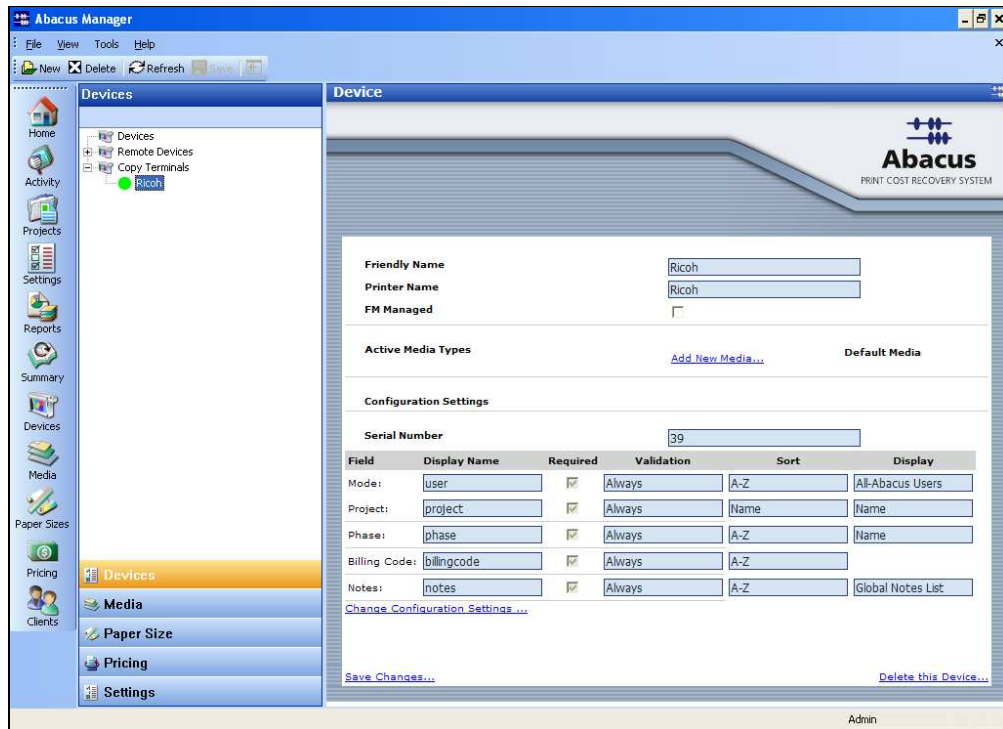 Abacus Manager
File View Tools Help
New Delete Refresh Save
Devices
Device
Home
Activity
Projects
Settings
Reports
Summary
Devices
Media
Paper Sizes
Pricing
Clients
Devices
Remote Devices
Copy Terminals
Ricoh
Devices
Media
Paper Size
Pricing
Settings
Abacus
PRINT COST RECOVERY SYSTEM
Friendly Name Ricoh
Printer Name Ricoh
FM Managed
Active Media Types Add New Media... Default Media
Configuration Settings
Serial Number 39
Field Display Name Required Validation Sort Display
Mode: user Always A-Z All-Abacus Users
Project: project Always Name Name
Phase: phase Always A-Z Name
Billing Code: billingcode Always A-Z
Notes: notes Always A-Z Global Notes List
Change Configuration Settings ...
Save Changes... Delete this Device...
Admin